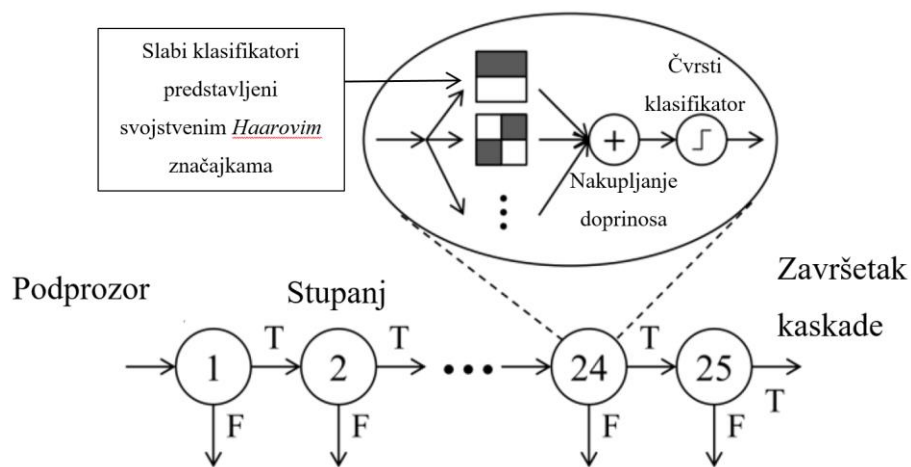 Slabi klasifikatori
predstavljeni
svojstvenim Haarovim
značajkama
Čvrsti
klasifikator
+
Nakupljanje
doprinosa
Podprozor
Stupanj
Završetak
kaskade
1 T 2 T 24 T 25 T
F F F F